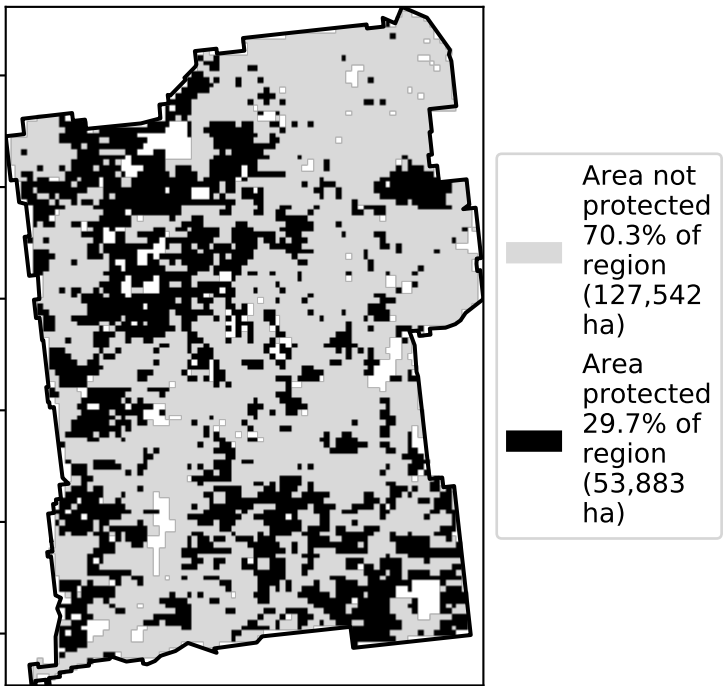 Area not
protected
70.3% of
region
(127,542
ha)
Area
protected
29.7% of
region
(53,883
ha)